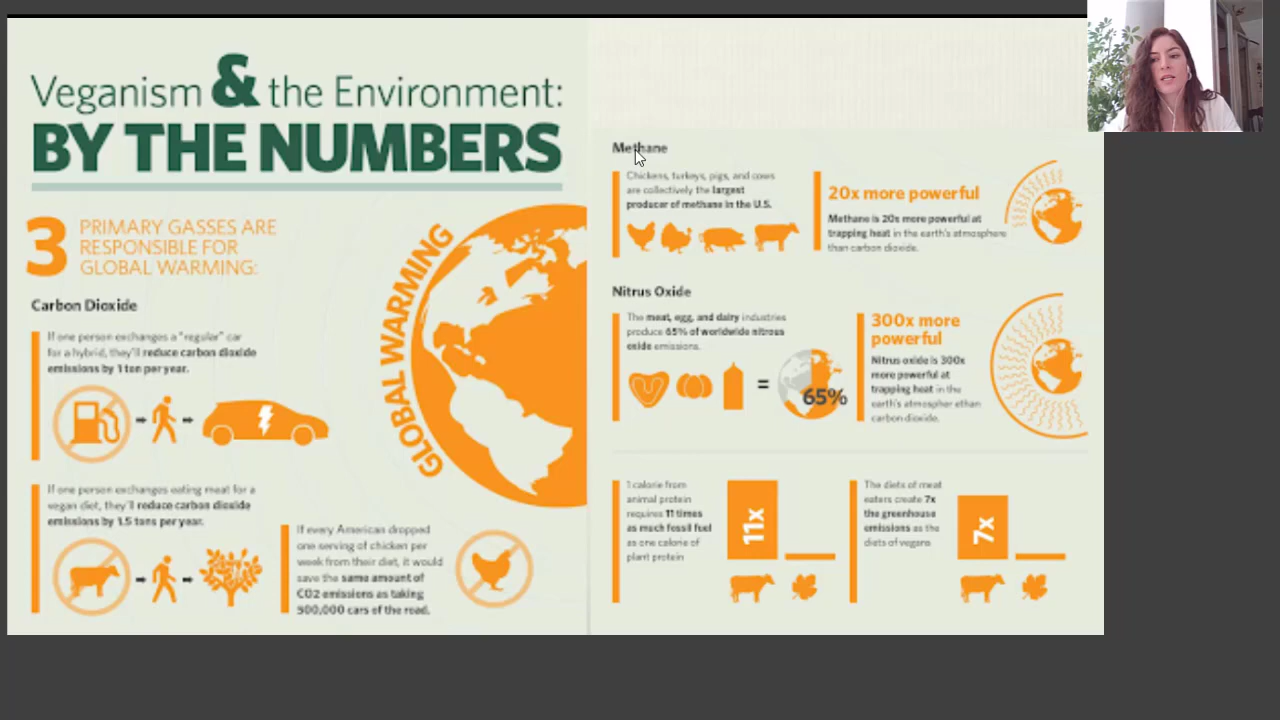 Veganism & the Environment:
BY THE NUMBERS
3 PRIMARY GASSES ARE
RESPONSIBLE FOR
GLOBAL WARMING:
GLOBAL WARMING
Carbon Dioxide
If one person exchanges a "regular" car
for a hybrid, they'll reduce carbon dioxide
emissions by 1 ton per year.
If one person exchanges eating meat for a
vegan diet, they'll reduce carbon dioxide
emissions by 1.5 tons per year.
If every American dropped
one serving of chicken per
week from their diet, it would
save the same amount of
CO2 emissions as taking
500,000 cars of the road.
Methane
Chickens, turkeys, pigs, and cows
are collectively the largest
producer of methane in the U.S.
20x more powerful
Methane is 20x more powerful at
trapping heat in the earth's atmosphere
than carbon dioxide.
Nitrus Oxide
The meat, egg, and dairy industries
produce 65% of worldwide nitrous
oxide emissions.
=
65%
300x more
powerful
Nitrus oxide is 300x
more powerful at
trapping heat in the
earth's atmospher ethan
carbon dioxide.
1 calorie from
animal protein
requires 11 times
as much fossil fuel
as one calorie of
plant protein
11x
The diets of meat
eaters create 7x
the greenhouse
emissions as the
diets of vegans
7x